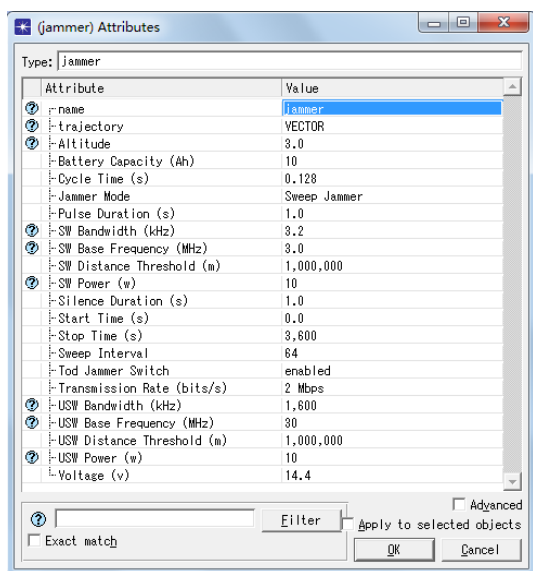 (jammer) Attributes
Type: jammer
Attribute Value
name jammer
trajectory VECTOR
Altitude 3.0
Battery Capacity (Ah) 10
Cycle Time (s) 0.128
Jammer Mode Sweep Jammer
Pulse Duration (s) 1.0
SW Bandwidth (kHz) 3.2
SW Base Frequency (MHz) 3.0
SW Distance Threshold (m) 1,000,000
SW Power (w) 10
Silence Duration (s) 1.0
Start Time (s) 0.0
Stop Time (s) 3,600
Sweep Interval 64
Tod Jammer Switch enabled
Transmission Rate (bits/s) 2 Mbps
USW Bandwidth (kHz) 1,600
USW Base Frequency (MHz) 30
USW Distance Threshold (m) 1,000,000
USW Power (w) 10
Voltage (v) 14.4
Advanced
Filter Apply to selected objects
Exact match
OK Cancel